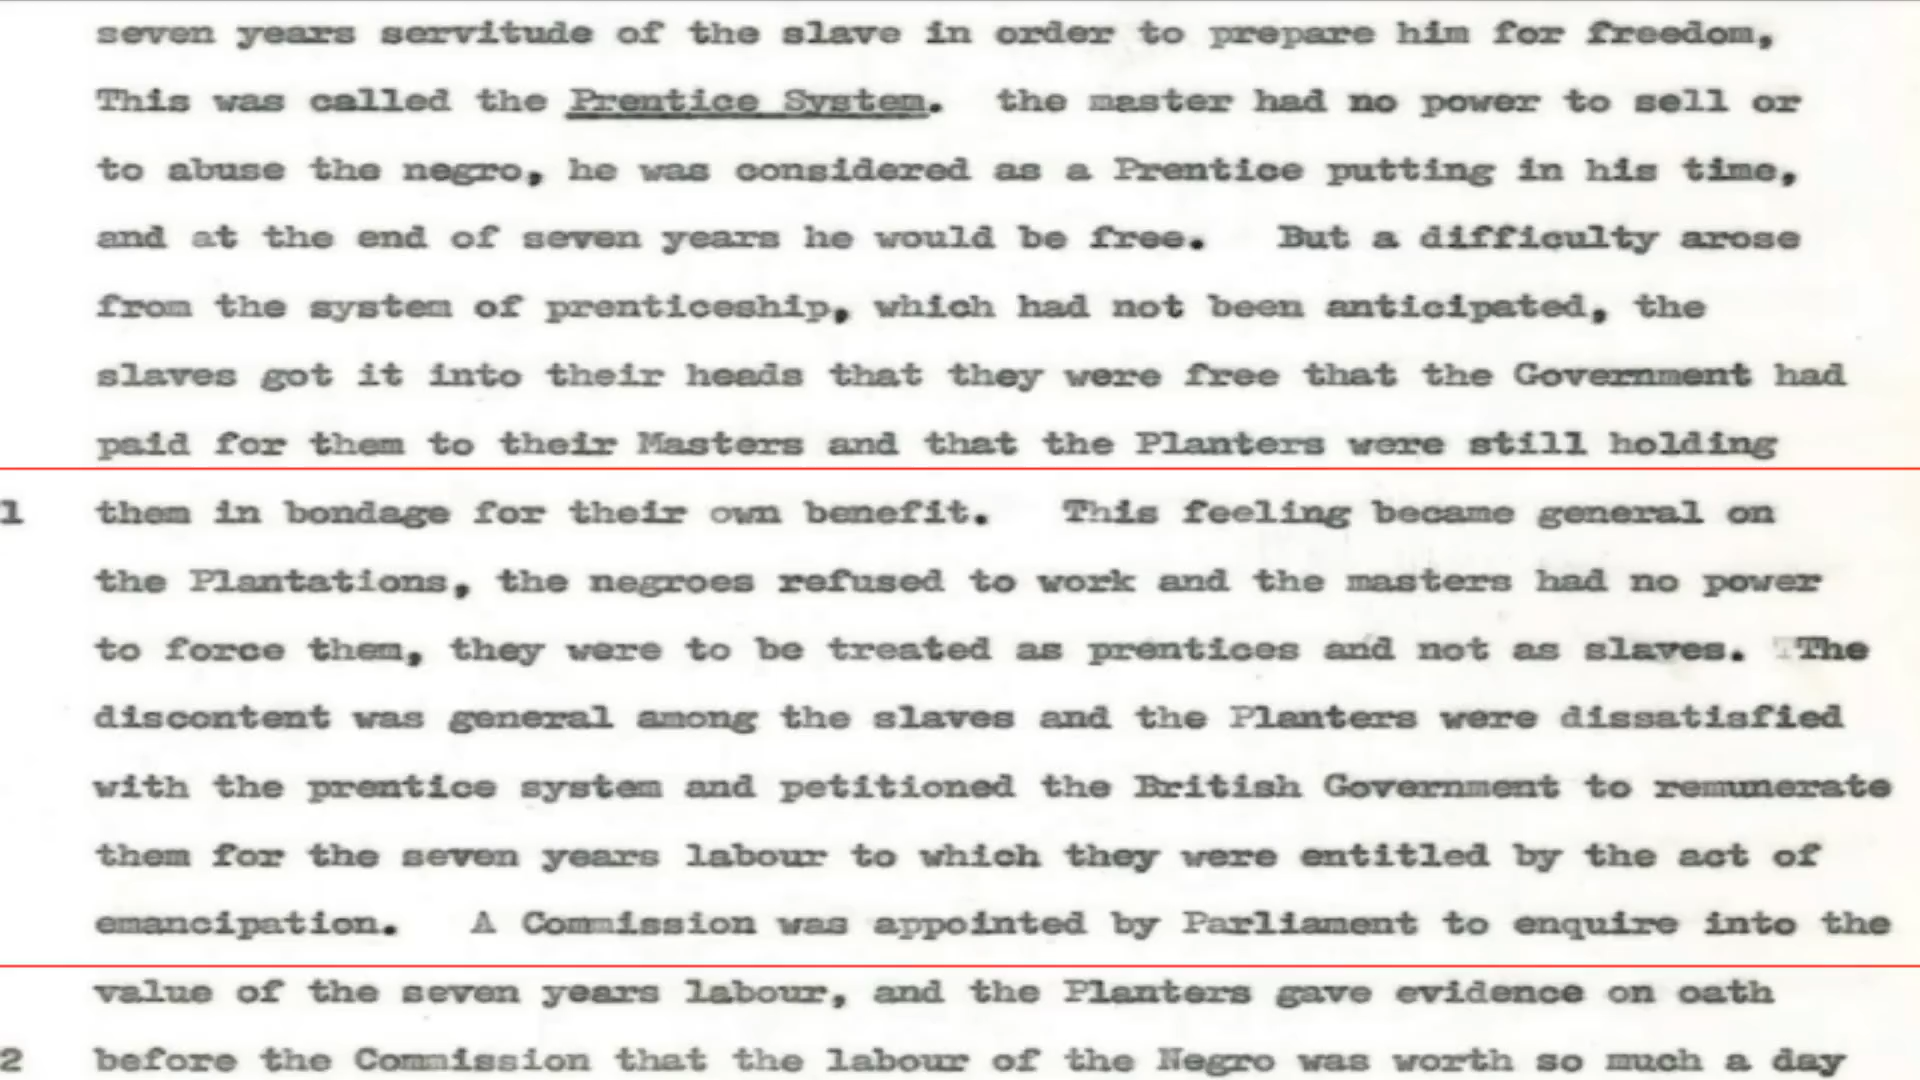 seven years servitude of the slave in order to prepare him for freedom,
This was called the Prentice System.  the master had no power to sell or
to abuse the negro, he was considered as a Prentice putting in his time,
and at the end of seven years he would be free.  But a difficulty arose
from the system of prenticeship, which had not been anticipated, the
slaves got it into their heads that they were free that the Government had
paid for them to their Masters and that the Planters were still holding
1 them in bondage for their own benefit.  This feeling became general on
the Plantations, the negroes refused to work and the masters had no power
to force them, they were to be treated as prentices and not as slaves.  The
discontent was general among the slaves and the Planters were dissatisfied
with the prentice system and petitioned the British Government to remunerate
them for the seven years labour to which they were entitled by the act of
emancipation.  A Commission was appointed by Parliament to enquire into the
value of the seven years labour, and the Planters gave evidence on oath
2 before the Commission that the labour of the Negro was worth so much a day